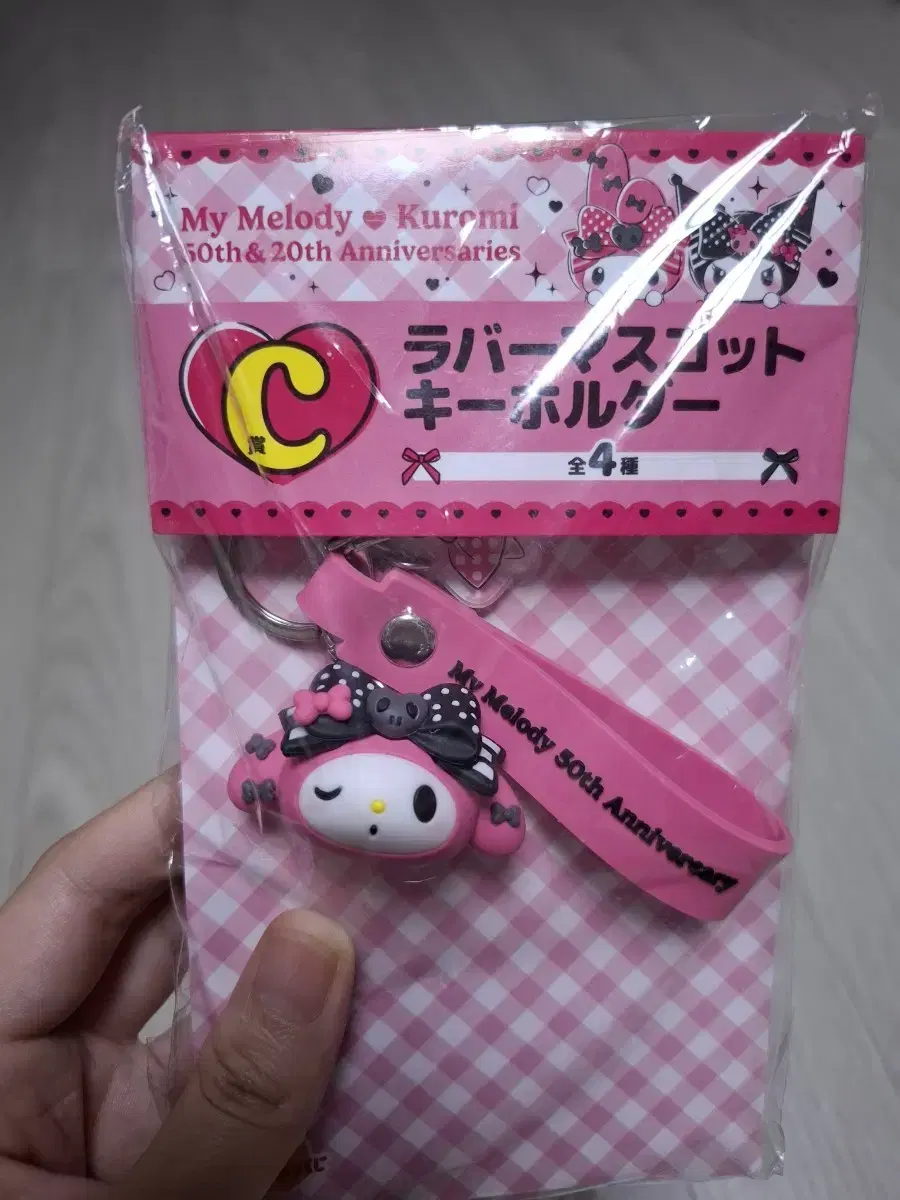 My Melody ♥ Kuromi
50th & 20th Anniversaries
C賞
ラバーマスコット
キーホルダー
全4種
My Melody 50th Anniversary